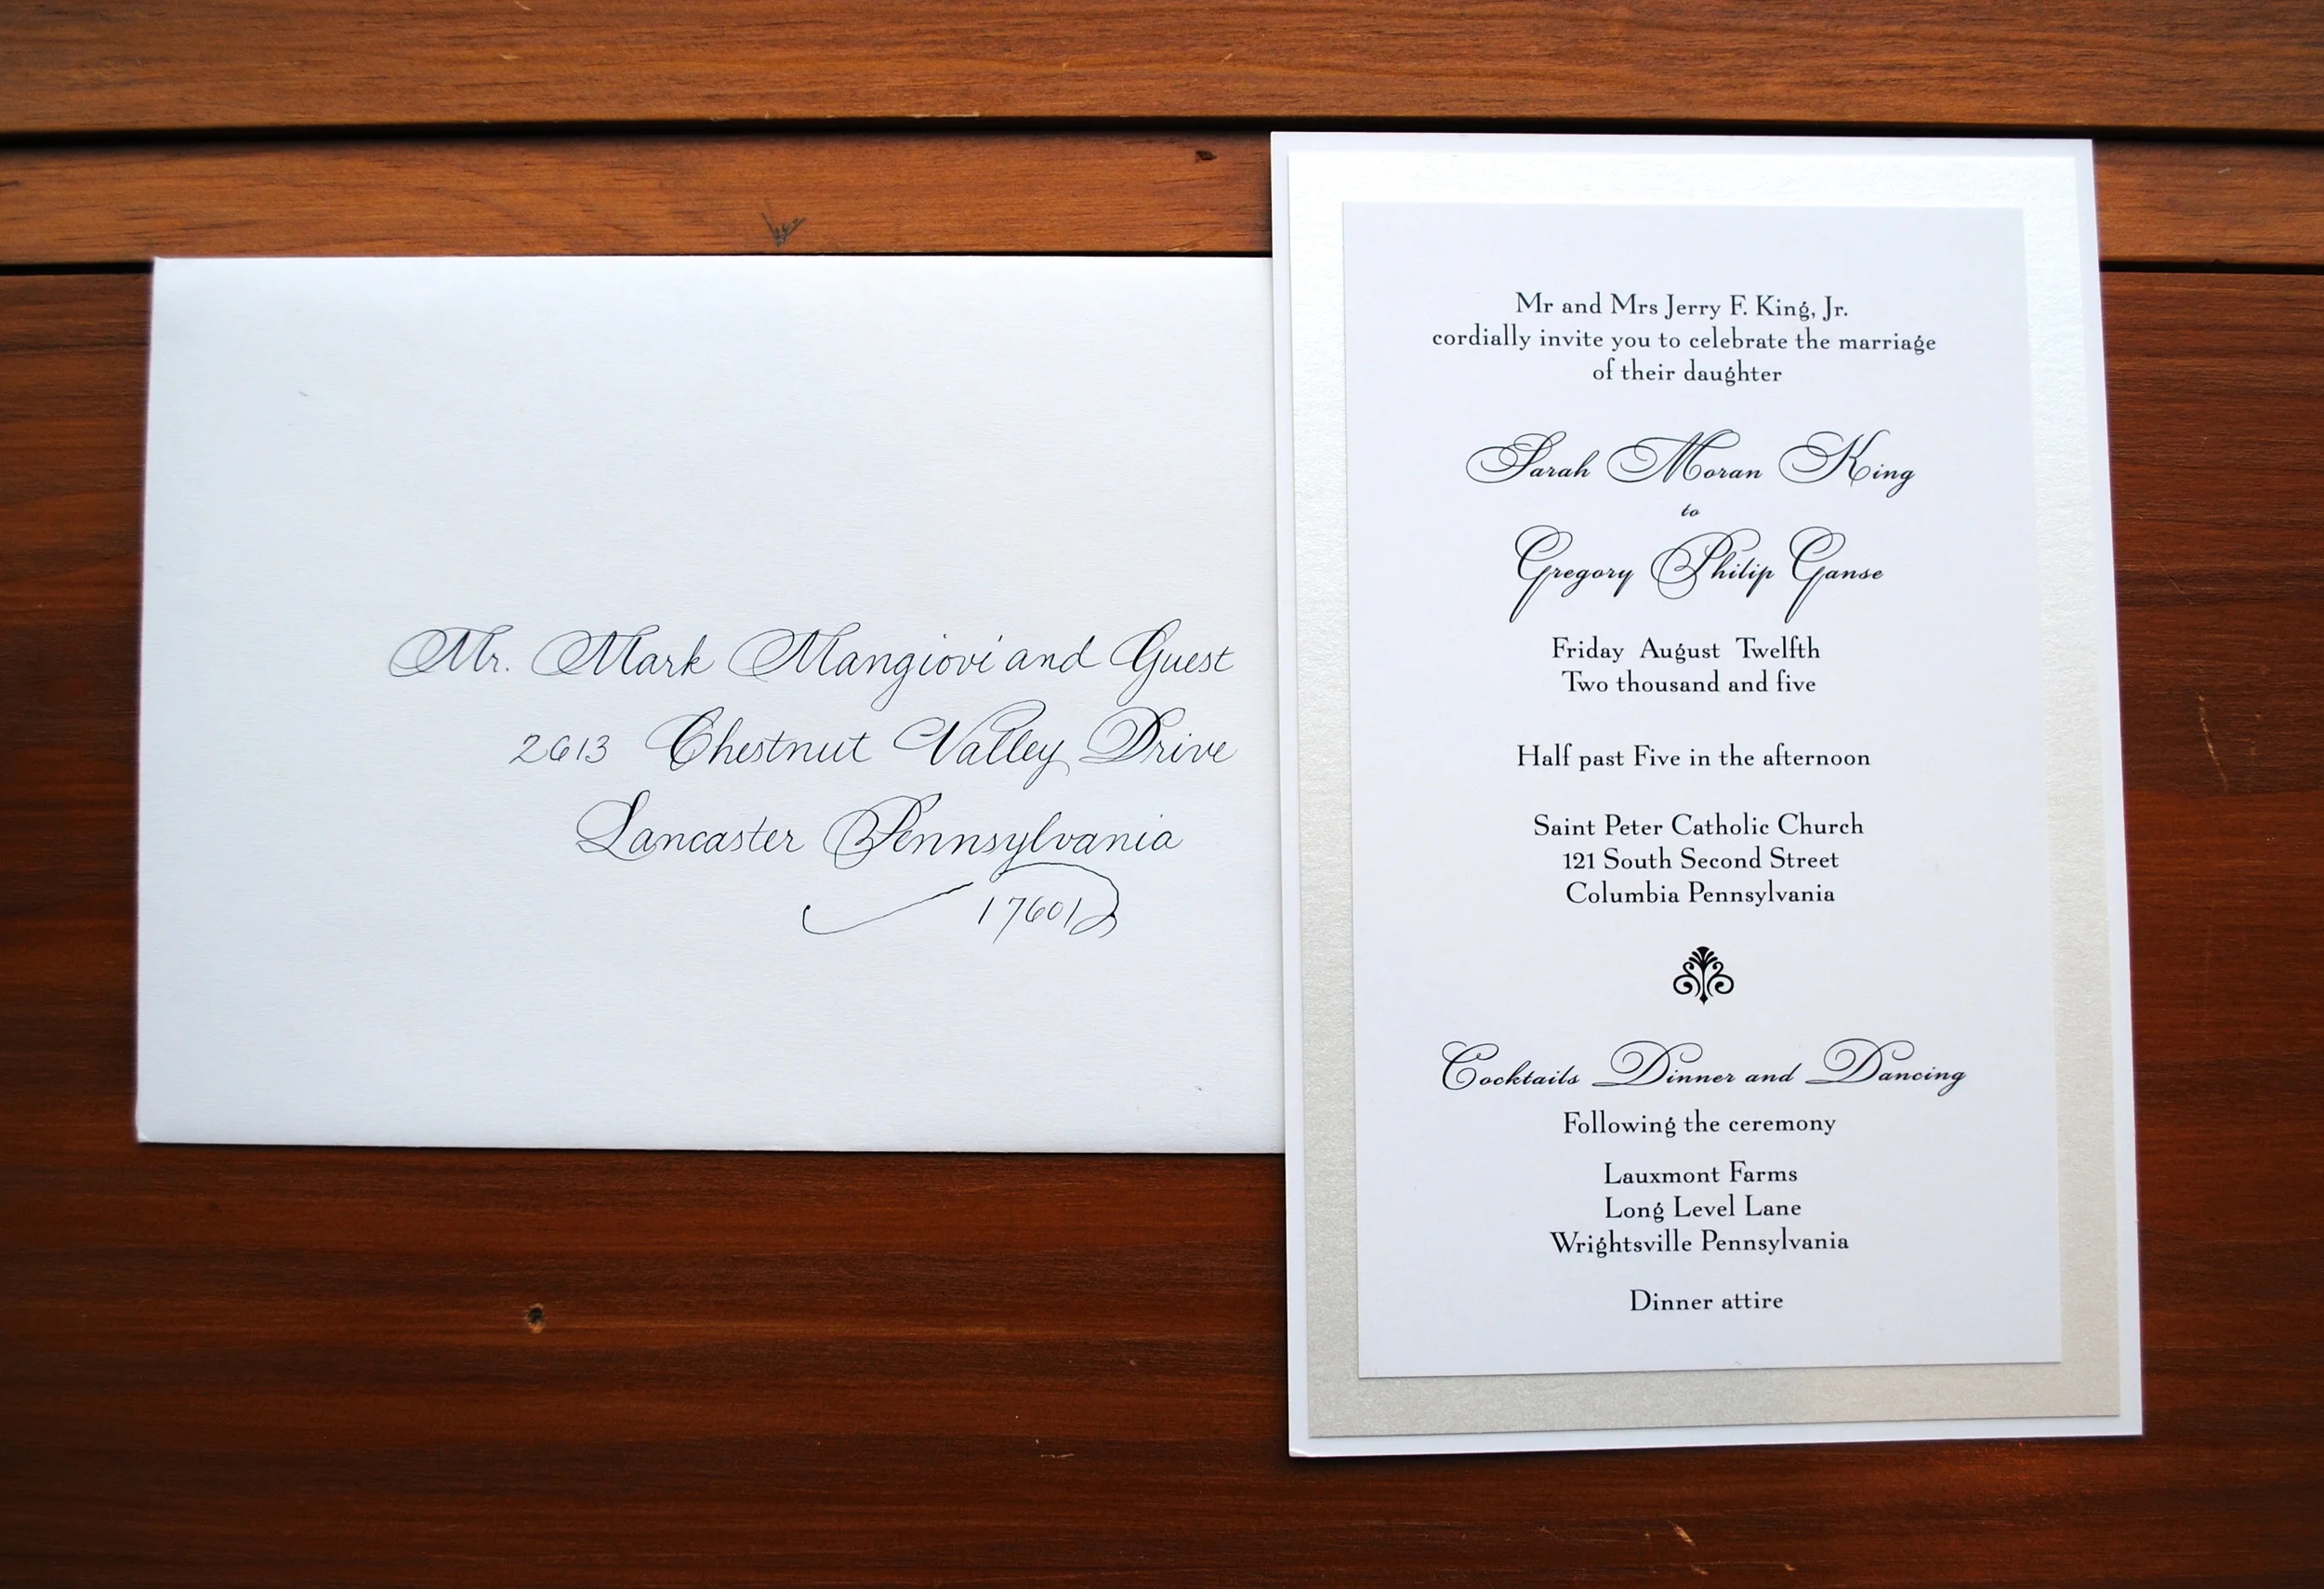 Mr. Mark Mangiovi and Guest
2613 Chestnut Valley Drive
Lancaster Pennsylvania
17601
Mr and Mrs Jerry F. King, Jr.
cordially invite you to celebrate the marriage
of their daughter
Sarah Moran King
to
Gregory Philip Ganse
Friday August Twelfth
Two thousand and five
Half past Five in the afternoon
Saint Peter Catholic Church
121 South Second Street
Columbia Pennsylvania
Cocktails Dinner and Dancing
Following the ceremony
Lauxmont Farms
Long Level Lane
Wrightsville Pennsylvania
Dinner attire